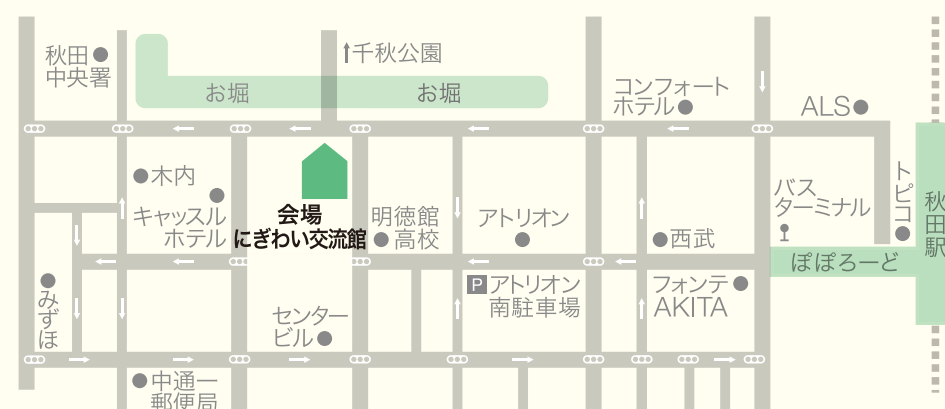 秋田
中央署
千秋公園
お堀
お堀
コンフォート
ホテル
ALS
木内
キャッスル
ホテル
会場
にぎわい交流館
明徳館
高校
アトリオン
西武
バス
ターミナル
トピコ
秋田駅
ぽぽろーど
みずほ
センター
ビル
P アトリオン
南駐車場
フォンテ
AKITA
中通一
郵便局